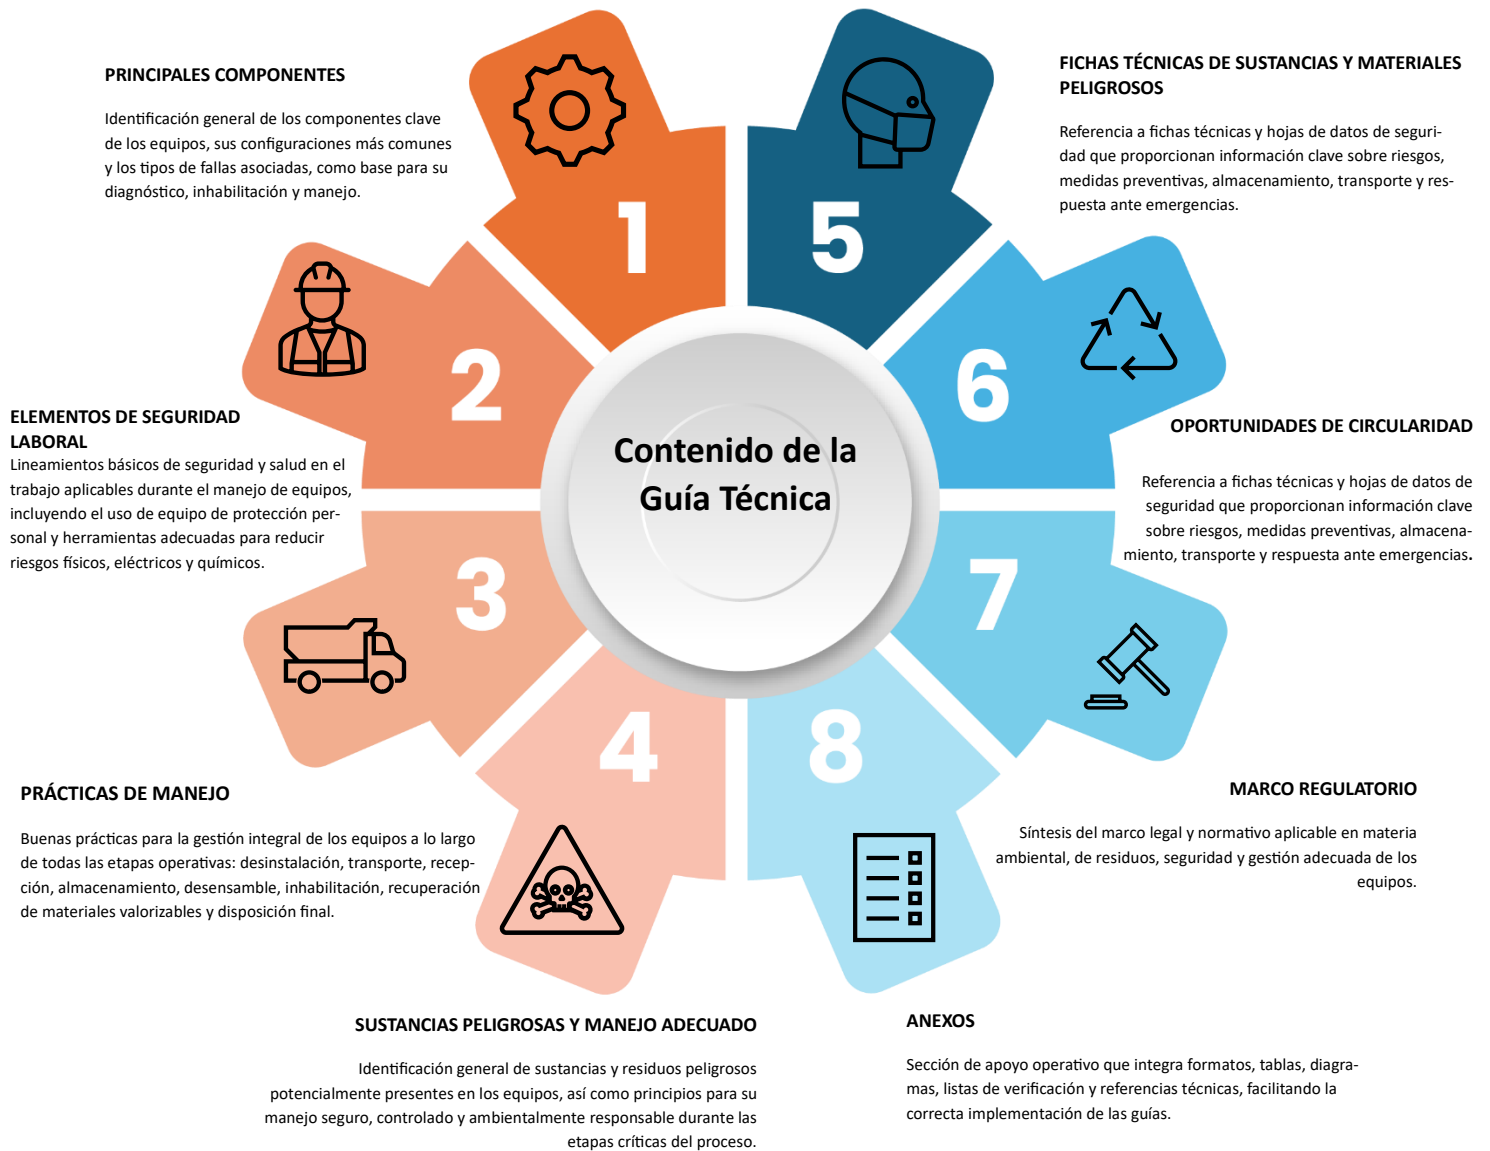 PRINCIPALES COMPONENTES
Identificación general de los componentes clave
de los equipos, sus configuraciones más comunes
y los tipos de fallas asociadas, como base para su
diagnóstico, inhabilitación y manejo.
1
ELEMENTOS DE SEGURIDAD
LABORAL
Lineamientos básicos de seguridad y salud en el
trabajo aplicables durante el manejo de equipos,
incluyendo el uso de equipo de protección per-
sonal y herramientas adecuadas para reducir
riesgos físicos, eléctricos y químicos.
2
PRÁCTICAS DE MANEJO
Buenas prácticas para la gestión integral de los equipos a lo largo
de todas las etapas operativas: desinstalación, transporte, recep-
ción, almacenamiento, desensamble, inhabilitación, recuperación
de materiales valorizables y disposición final.
3
SUSTANCIAS PELIGROSAS Y MANEJO ADECUADO
Identificación general de sustancias y residuos peligrosos
potencialmente presentes en los equipos, así como principios para su
manejo seguro, controlado y ambientalmente responsable durante las
etapas críticas del proceso.
4
Contenido de la
Guía Técnica
FICHAS TÉCNICAS DE SUSTANCIAS Y MATERIALES
PELIGROSOS
Referencia a fichas técnicas y hojas de datos de seguri-
dad que proporcionan información clave sobre riesgos,
medidas preventivas, almacenamiento, transporte y res-
puesta ante emergencias.
5
OPORTUNIDADES DE CIRCULARIDAD
Referencia a fichas técnicas y hojas de datos de
seguridad que proporcionan información clave
sobre riesgos, medidas preventivas, almacena-
miento, transporte y respuesta ante emergencias.
6
MARCO REGULATORIO
Síntesis del marco legal y normativo aplicable en materia
ambiental, de residuos, seguridad y gestión adecuada de los
equipos.
7
ANEXOS
Sección de apoyo operativo que integra formatos, tablas, diagra-
mas, listas de verificación y referencias técnicas, facilitando la
correcta implementación de las guías.
8